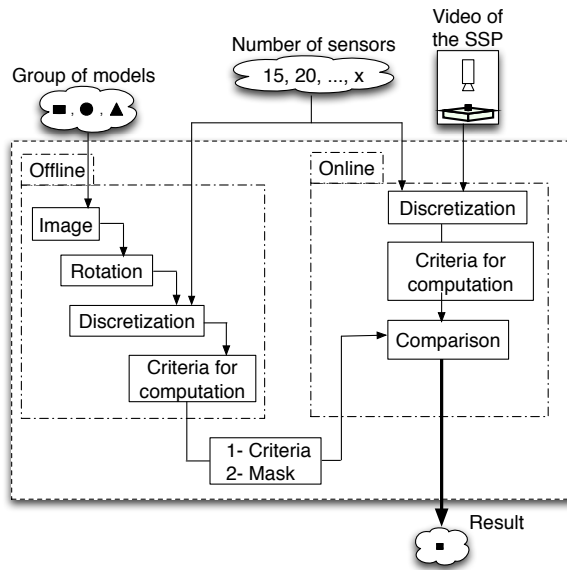 Group of models
Number of sensors
15, 20, ..., x
Video of
the SSP
Offline
Image
Rotation
Discretization
Criteria for
computation
1- Criteria
2- Mask
Online
Discretization
Criteria for
computation
Comparison
Result